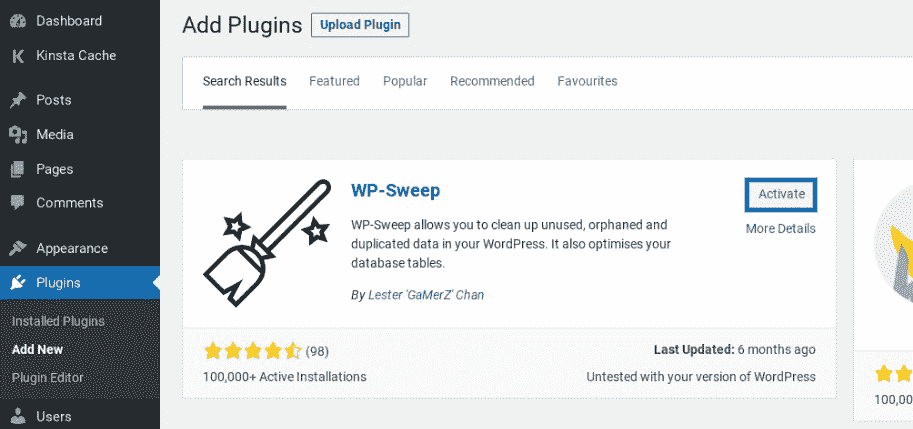 Dashboard
Kinsta Cache
Posts
Media
Pages
Comments
Appearance
Plugins
Installed Plugins
Add New
Plugin Editor
Users
Add Plugins Upload Plugin
Search Results Featured Popular Recommended Favourites
WP-Sweep
Activate
More Details
WP-Sweep allows you to clean up unused, orphaned and
duplicated data in your WordPress. It also optimises your
database tables.
By Lester 'GaMerZ' Chan
(98)
100,000+ Active Installations
Last Updated: 6 months ago
Untested with your version of WordPress
100,00